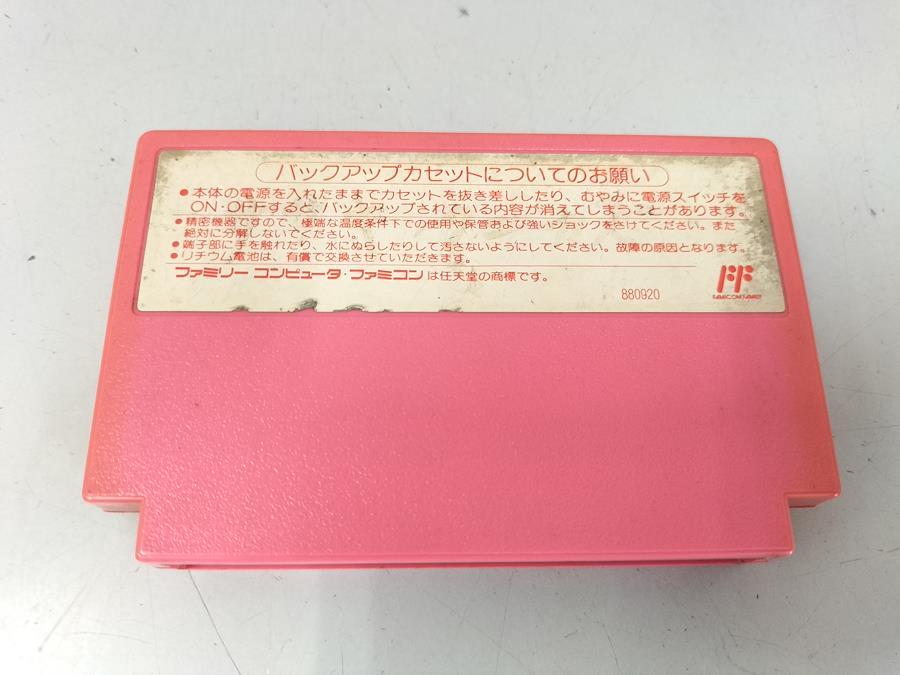 バックアップカセットについてのお願い
●本体の電源を入れたままでカセットを抜き差ししたり、むやみに電源スイッチを
ON・OFFすると、バックアップされている内容が消えてしまうことがあります。
●精密機器ですので、極端な温度条件下での使用や保管および強いショックをさけてください。また
絶対に分解しないでください。
●端子部に手を触れたり、水にぬらしたりして汚さないようにしてください。故障の原因となります。
●リチウム電池は、有償で交換させていただきます。
ファミリー コンピュータ・ファミコン は任天堂の商標です。
FF
FAMICOM FAMILY
880920